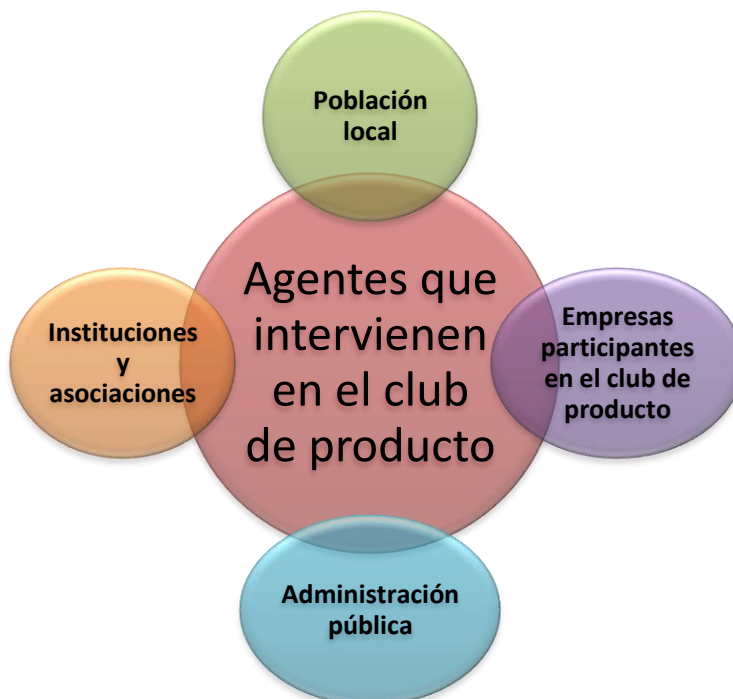 Población
local
Agentes que
intervienen
en el club
de producto
Instituciones
y
asociaciones
Empresas
participantes
en el club de
producto
Administración
pública